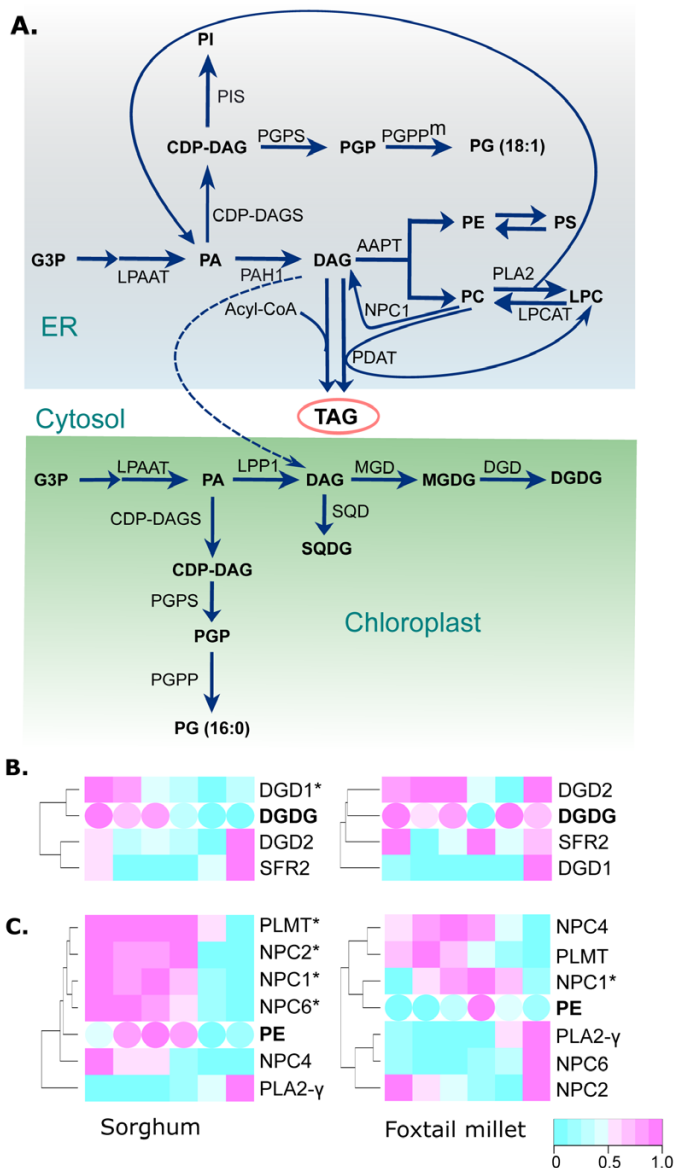 A.
PI
PIS
PGPS
PGPPm
CDP-DAG
PGP
PG (18:1)
CDP-DAGS
PE
PS
AAPT
G3P
PA
DAG
PLA2
LPAAT
PAH1
PC
LPC
Acyl-CoA
NPC1
LPCAT
ER
PDAT
Cytosol
TAG
LPAAT
LPP1
MGD
DGD
G3P
PA
DAG
MGDG
DGDG
CDP-DAGS
SQD
SQDG
CDP-DAG
PGPS
Chloroplast
PGP
PGPP
PG (16:0)
B.
DGD1*
DGDG
DGD2
SFR2
DGD2
DGDG
SFR2
DGD1
C.
PLMT*
NPC2*
NPC1*
NPC6*
PE
NPC4
PLA2-γ
NPC4
PLMT
NPC1*
PE
PLA2-γ
NPC6
NPC2
Sorghum
Foxtail millet
0 0.5 1.0